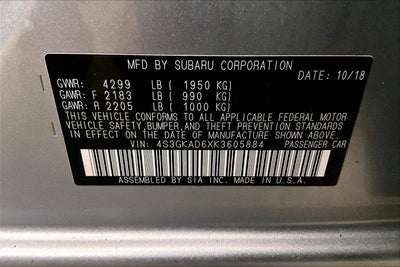 MFD BY SUBARU CORPORATION
DATE: 10/18
GVWR: 4299 LB ( 1950 KG)
GAWR: F 2183 LB ( 990 KG)
GAWR: R 2205 LB ( 1000 KG)
THIS VEHICLE CONFORMS TO ALL APPLICABLE FEDERAL MOTOR
VEHICLE SAFETY, BUMPER, AND THEFT PREVENTION STANDARDS
IN EFFECT ON THE DATE OF MANUFACTURE SHOWN ABOVE.
VIN: 4S3GKAD6XK3605884 PASSENGER CAR
ASSEMBLED BY SIA INC. MADE IN U.S.A.